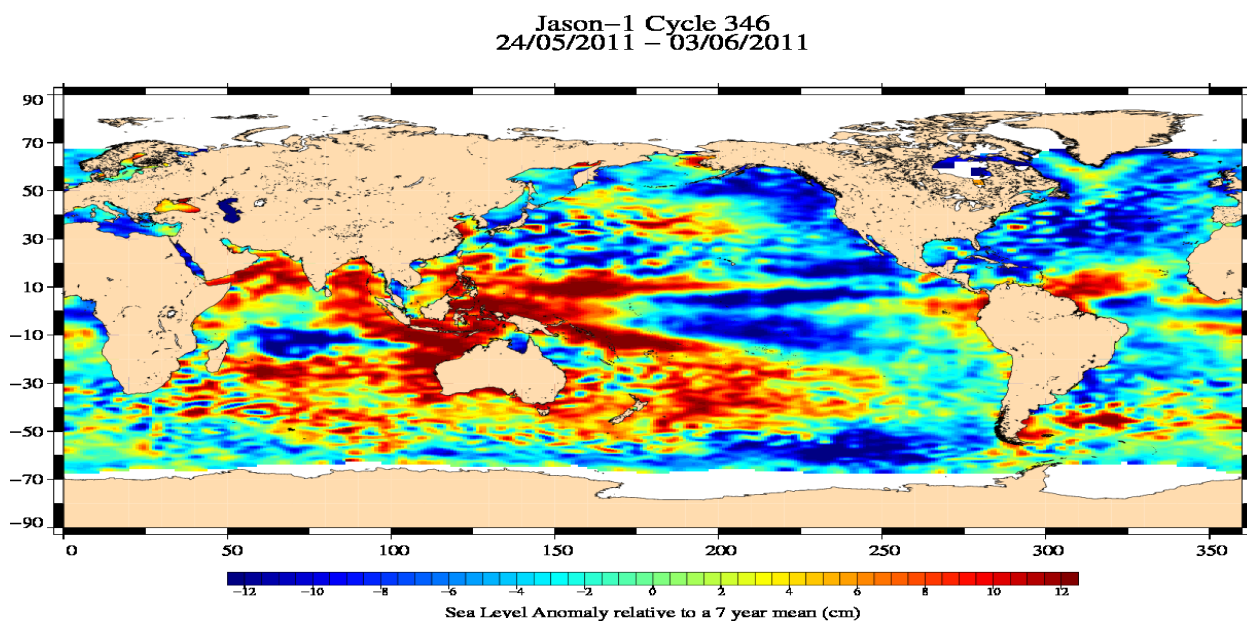 Jason-1 Cycle 346
24/05/2011 - 03/06/2011
90
70
50
30
10
-10
-30
-50
-70
-90
0 50 100 150 200 250 300 350
-12 -10 -8 -6 -4 -2 0 2 4 6 8 10 12
Sea Level Anomaly relative to a 7 year mean (cm)